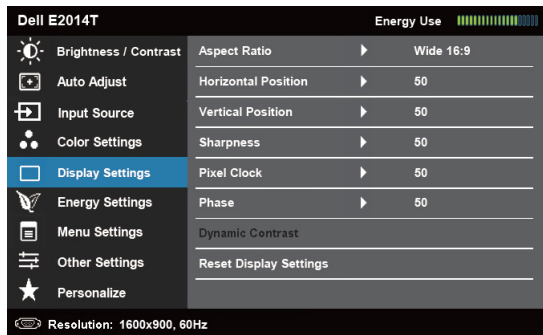 Dell E2014T Energy Use
Brightness / Contrast Aspect Ratio Wide 16:9
Auto Adjust Horizontal Position 50
Input Source Vertical Position 50
Color Settings Sharpness 50
Display Settings Pixel Clock 50
Energy Settings Phase 50
Menu Settings Dynamic Contrast
Other Settings Reset Display Settings
Personalize
Resolution: 1600x900, 60Hz